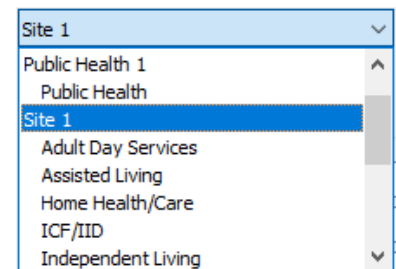 Site 1
Public Health 1
Public Health
Site 1
Adult Day Services
Assisted Living
Home Health/Care
ICF/IID
Independent Living